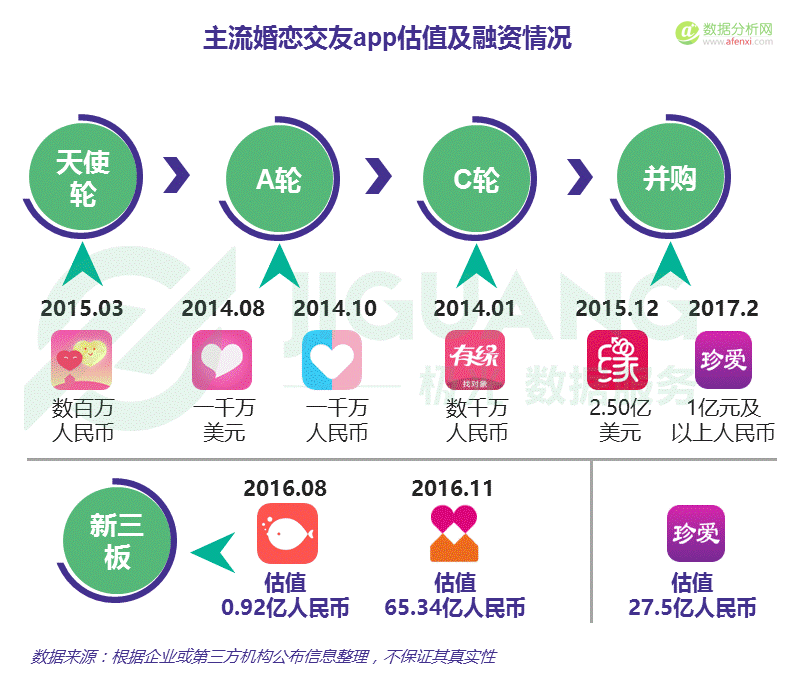 主流婚恋交友app估值及融资情况
数据分析网
www.afenxi.com
天使
轮
A轮
C轮
并购
JIGUANG
极光 数据服务
2015.03
2014.08
2014.10
2014.01
2015.12
2017.2
有缘
找对象
缘
珍爱
数百万
人民币
一千万
美元
一千万
人民币
数千万
人民币
2.50亿
美元
1亿元及
以上人民币
新三
板
2016.08
2016.11
珍爱
估值
0.92亿人民币
估值
65.34亿人民币
估值
27.5亿人民币
数据来源：根据企业或第三方机构公布信息整理，不保证其真实性